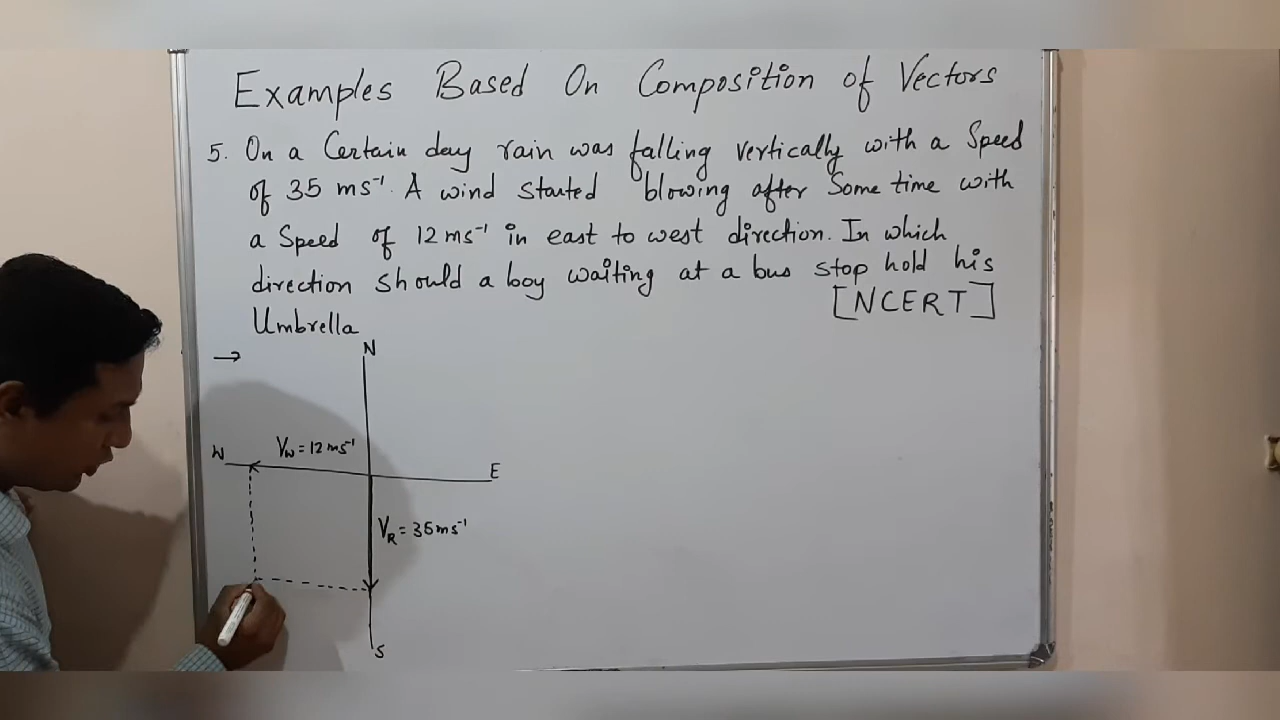 Examples Based On Composition of Vectors
5. On a Certain day rain was falling vertically with a Speed
of 35 ms⁻¹. A wind started blowing after Some time with
a Speed of 12 ms⁻¹ in east to west direction. In which
direction should a boy waiting at a bus stop hold his
Umbrella
[NCERT]
→
N
W
V_W = 12 ms⁻¹
E
V_R = 35 ms⁻¹
S